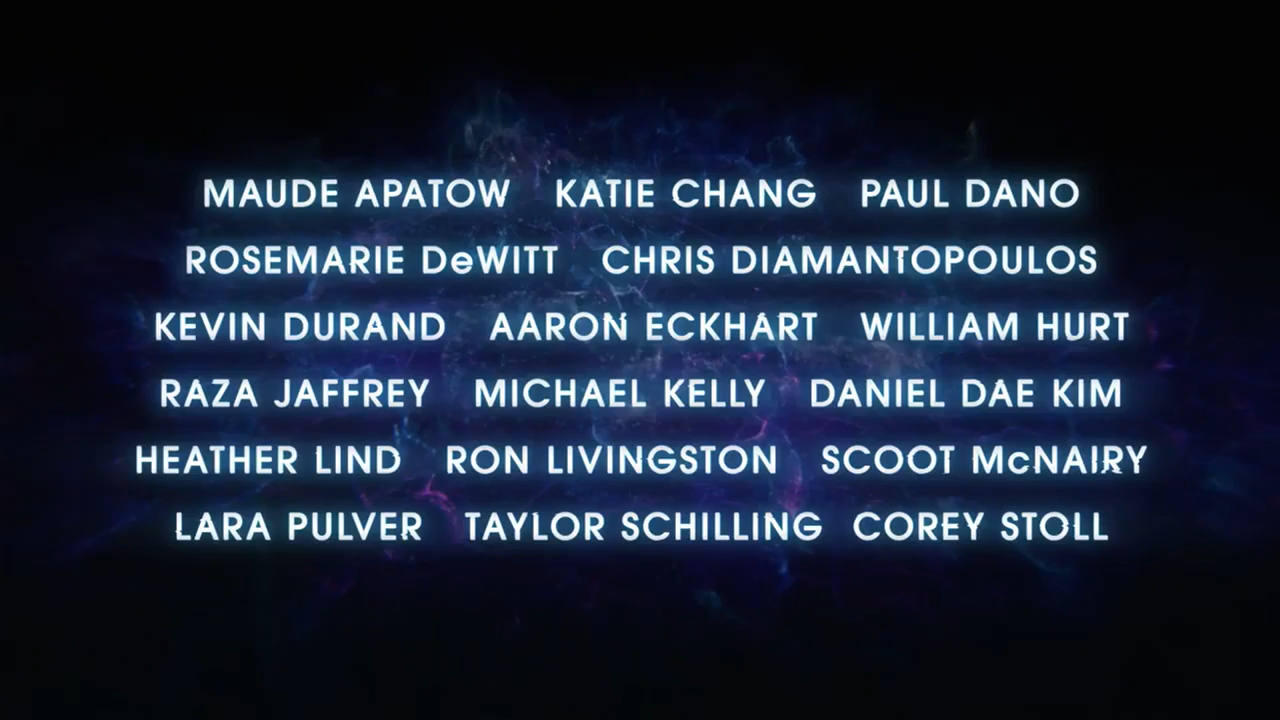 MAUDE APATOW KATIE CHANG PAUL DANO
ROSEMARIE DeWITT CHRIS DIAMANTOPOULOS
KEVIN DURAND AARON ECKHART WILLIAM HURT
RAZA JAFFREY MICHAEL KELLY DANIEL DAE KIM
HEATHER LIND RON LIVINGSTON SCOOT McNAIRY
LARA PULVER TAYLOR SCHILLING COREY STOLL